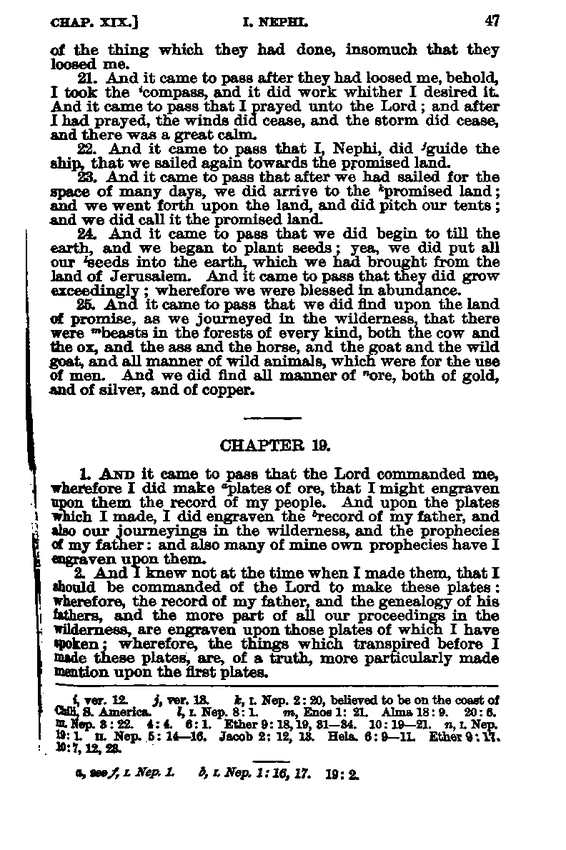 CHAP. XIX.] I. NEPHI. 47
of the thing which they had done, insomuch that they
loosed me.
21. And it came to pass after they had loosed me, behold,
I took the ⁱcompass, and it did work whither I desired it.
And it came to pass that I prayed unto the Lord; and after
I had prayed, the winds did cease, and the storm did cease,
and there was a great calm.
22. And it came to pass that I, Nephi, did ʲguide the
ship, that we sailed again towards the promised land.
23. And it came to pass that after we had sailed for the
space of many days, we did arrive to the ᵏpromised land;
and we went forth upon the land, and did pitch our tents;
and we did call it the promised land.
24. And it came to pass that we did begin to till the
earth, and we began to plant seeds; yea, we did put all
our ˡseeds into the earth, which we had brought from the
land of Jerusalem. And it came to pass that they did grow
exceedingly; wherefore we were blessed in abundance.
25. And it came to pass that we did find upon the land
of promise, as we journeyed in the wilderness, that there
were ᵐbeasts in the forests of every kind, both the cow and
the ox, and the ass and the horse, and the goat and the wild
goat, and all manner of wild animals, which were for the use
of men. And we did find all manner of ⁿore, both of gold,
and of silver, and of copper.
CHAPTER 19.
1. AND it came to pass that the Lord commanded me,
wherefore I did make ᵃplates of ore, that I might engraven
upon them the record of my people. And upon the plates
which I made, I did engraven the ᵇrecord of my father, and
also our journeyings in the wilderness, and the prophecies
of my father: and also many of mine own prophecies have I
engraven upon them.
2. And I knew not at the time when I made them, that I
should be commanded of the Lord to make these plates:
wherefore, the record of my father, and the genealogy of his
fathers, and the more part of all our proceedings in the
wilderness, are engraven upon those plates of which I have
spoken; wherefore, the things which transpired before I
made these plates, are, of a truth, more particularly made
mention upon the first plates.
i, ver. 12. j, ver. 13. k, I. Nep. 2:20, believed to be on the coast of
Chili, S. America. l, I. Nep. 8:1. m, Enos 1:21. Alma 18:9. 20:6.
III. Nep. 3:22. 4:4. 6:1. Ether 9:18, 19, 31—34. 10:19—21. n, I. Nep.
19:1. II. Nep. 5:14—16. Jacob 2:12, 13. Hela. 6:9—11. Ether 9:17.
10:7, 12, 23.
a, see f, I. Nep. 1. b, I. Nep. 1:16, 17. 19:2.